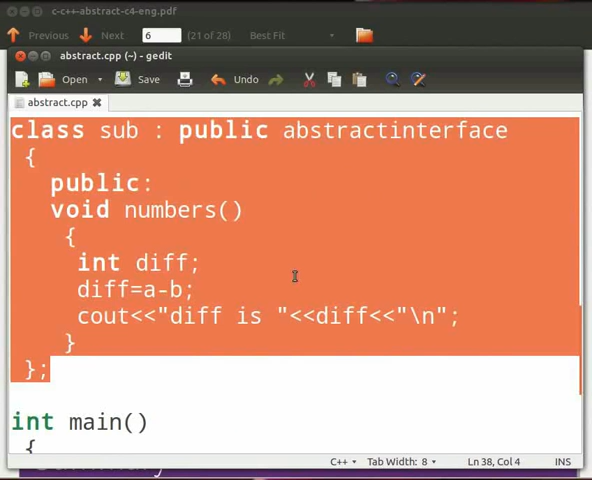 c-c++-abstract-c4-eng.pdf
Previous Next 6 (21 of 28) Best Fit
abstract.cpp (~) - gedit
Open Save Undo
abstract.cpp
class sub : public abstractinterface
{
public:
void numbers()
{
int diff;
diff=a-b;
cout<<"diff is "<<diff<<"\n";
}
};
int main()
{
C++ Tab Width: 8 Ln 38, Col 4 INS